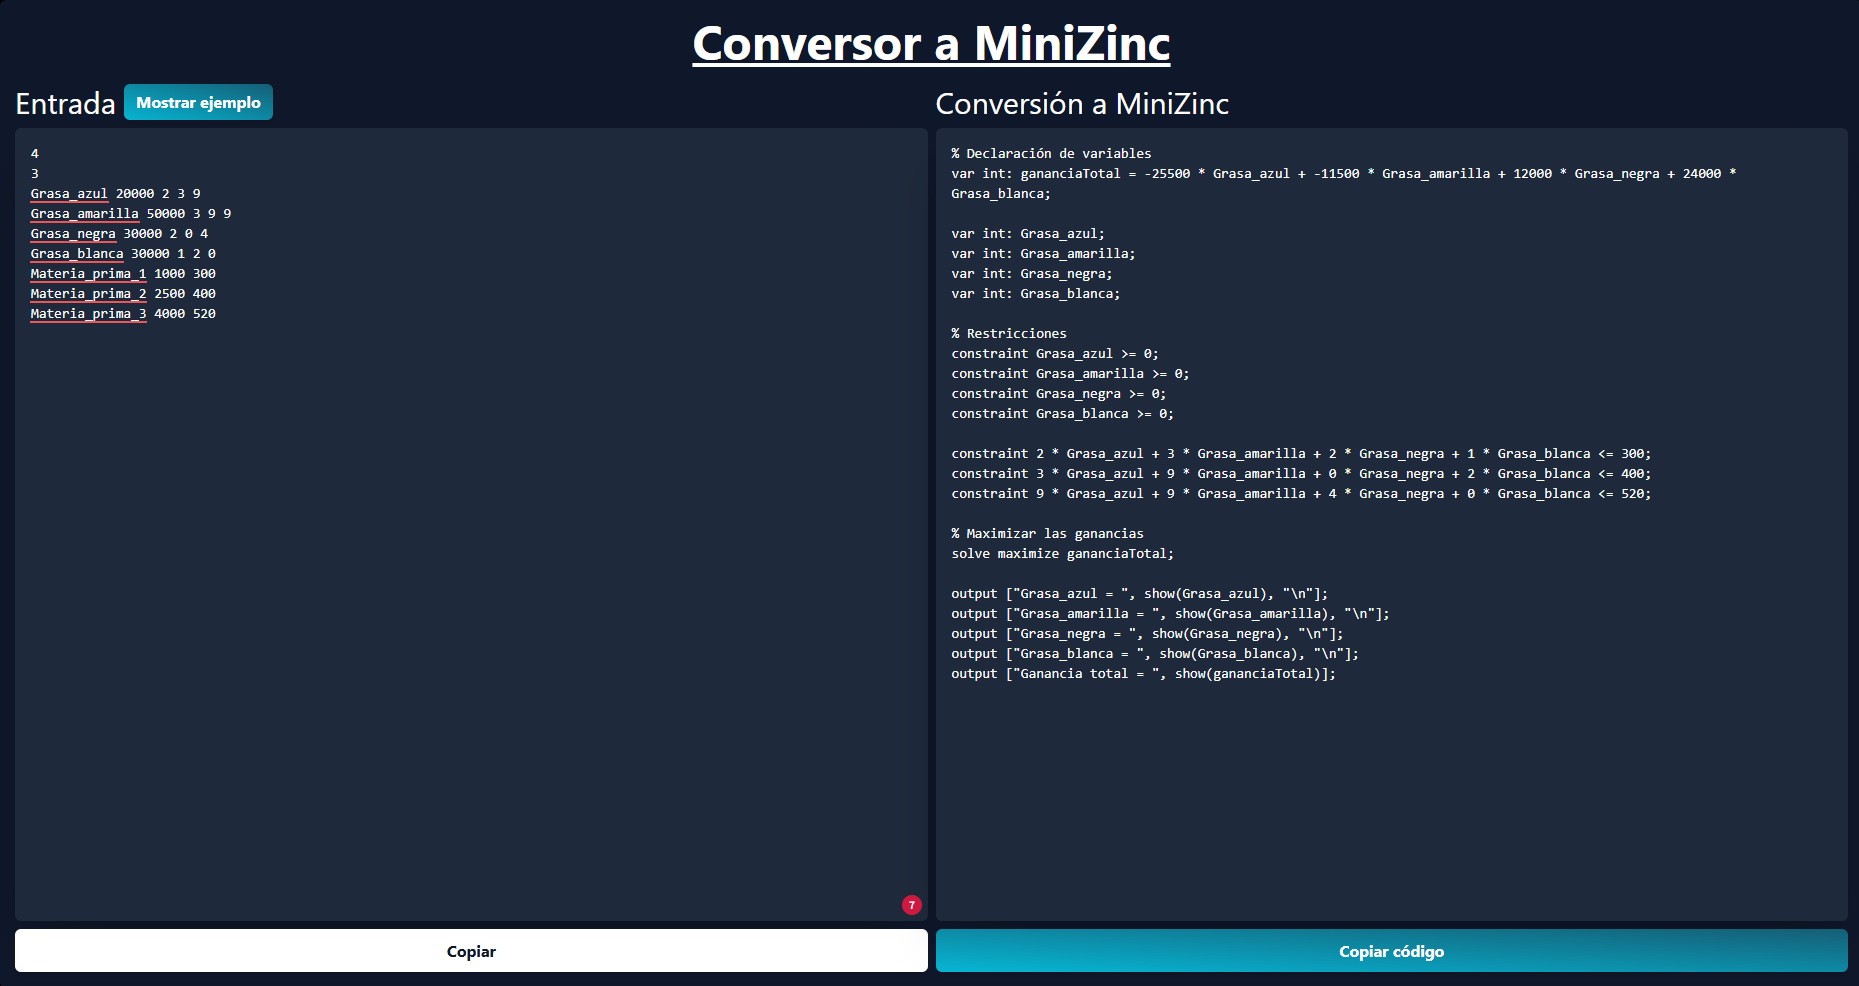 Conversor a MiniZinc
Entrada
Mostrar ejemplo
4
3
Grasa_azul 20000 2 3 9
Grasa_amarilla 50000 3 9 9
Grasa_negra 30000 2 0 4
Grasa_blanca 30000 1 2 0
Materia_prima_1 1000 300
Materia_prima_2 2500 400
Materia_prima_3 4000 520
7
Copiar
Conversión a MiniZinc
% Declaración de variables
var int: gananciaTotal = -25500 * Grasa_azul + -11500 * Grasa_amarilla + 12000 * Grasa_negra + 24000 *
Grasa_blanca;
var int: Grasa_azul;
var int: Grasa_amarilla;
var int: Grasa_negra;
var int: Grasa_blanca;
% Restricciones
constraint Grasa_azul >= 0;
constraint Grasa_amarilla >= 0;
constraint Grasa_negra >= 0;
constraint Grasa_blanca >= 0;
constraint 2 * Grasa_azul + 3 * Grasa_amarilla + 2 * Grasa_negra + 1 * Grasa_blanca <= 300;
constraint 3 * Grasa_azul + 9 * Grasa_amarilla + 0 * Grasa_negra + 2 * Grasa_blanca <= 400;
constraint 9 * Grasa_azul + 9 * Grasa_amarilla + 4 * Grasa_negra + 0 * Grasa_blanca <= 520;
% Maximizar las ganancias
solve maximize gananciaTotal;
output ["Grasa_azul = ", show(Grasa_azul), "\n"];
output ["Grasa_amarilla = ", show(Grasa_amarilla), "\n"];
output ["Grasa_negra = ", show(Grasa_negra), "\n"];
output ["Grasa_blanca = ", show(Grasa_blanca), "\n"];
output ["Ganancia total = ", show(gananciaTotal)];
Copiar código